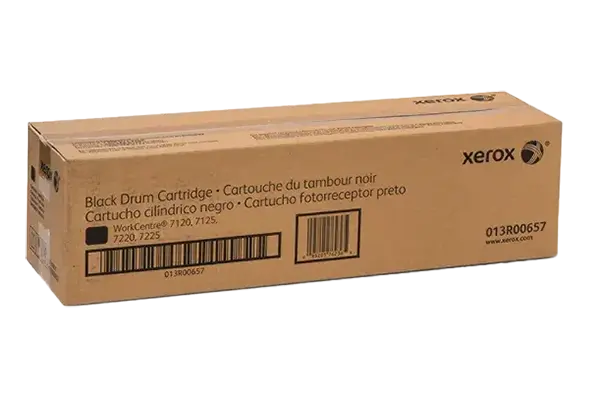 xerox
xerox
Black Drum Cartridge • Cartouche du tambour noir
Cartucho cilíndrico negro • Cartucho fotorreceptor preto
WorkCentre® 7120, 7125,
7220, 7225
013R00657
013R00657
www.xerox.com